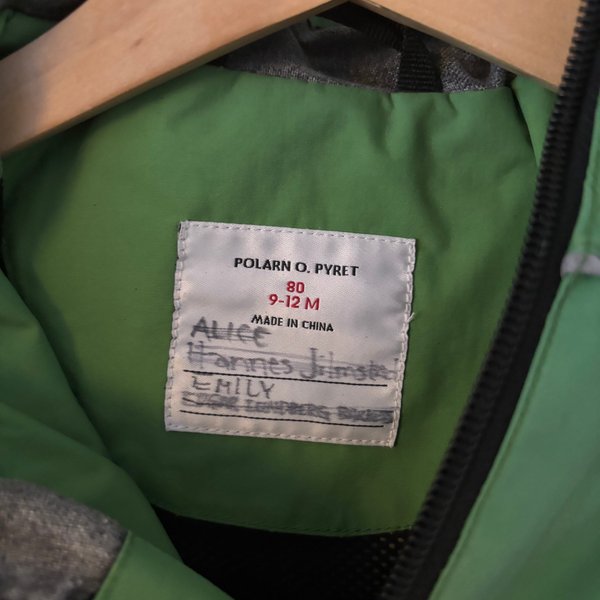 POLARN O. PYRET
80
9-12 M
MADE IN CHINA
ALICE
Hannes
EMILY